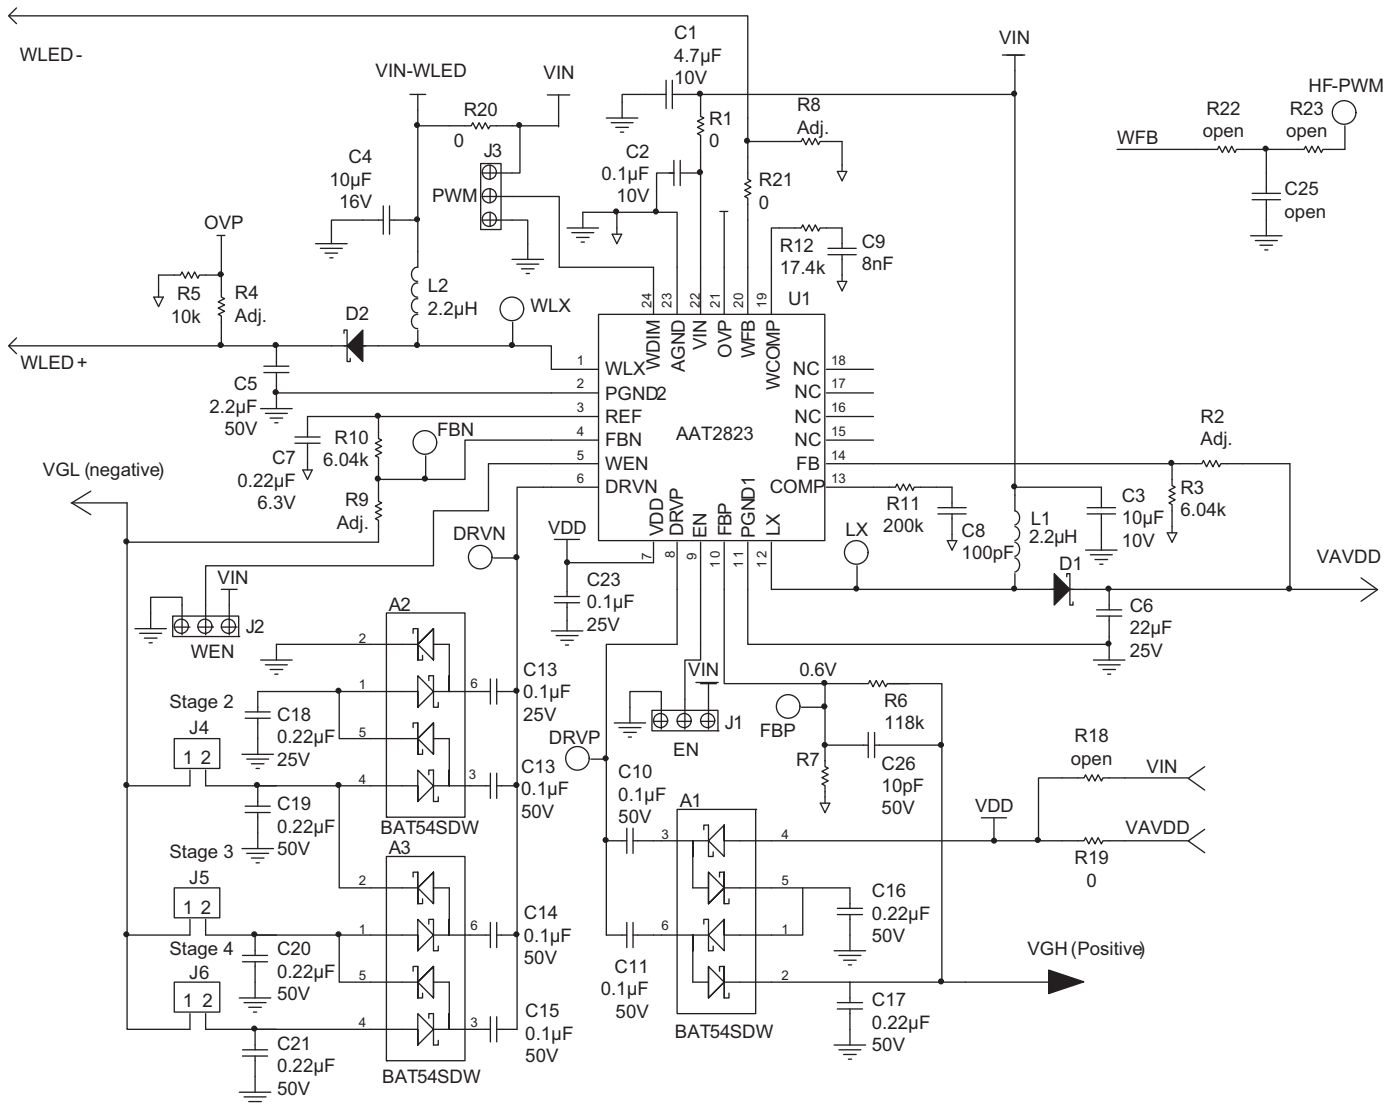 WLED -
VIN-WLED
VIN
C1
4.7µF
10V
VIN
HF-PWM
R20
0
R8
Adj.
R22
open
R23
open
WFB
C25
open
C4
10µF
16V
J3
PWM
C2
0.1µF
10V
R1
0
R21
0
R12
17.4k
C9
8nF
OVP
R5
10k
R4
Adj.
L2
2.2µH
D2
WLX
U1
24
23
22
21
20
19
WDIM
AGND
VIN
OVP
WFB
WCOMP
WLED +
C5
2.2µF
50V
1
WLX
2
PGND2
3
REF
4
FBN
5
WEN
6
DRVN
AAT2823
NC
18
NC
17
NC
16
NC
15
FB
14
COMP
13
VDD
DRVP
EN
FBP
PGND1
LX
7
8
9
10
11
12
R2
Adj.
R3
6.04k
C7
0.22µF
6.3V
R10
6.04k
FBN
VGL (negative)
R9
Adj.
R11
200k
C8
100pF
L1
2.2µH
C3
10µF
10V
DRVN
VDD
LX
D1
VAVDD
C23
0.1µF
25V
C6
22µF
25V
VIN
J2
WEN
A2
2
1
6
5
4
3
C13
0.1µF
25V
C13
0.1µF
50V
BAT54SDW
Stage 2
J4
1 2
C18
0.22µF
25V
C19
0.22µF
50V
VIN
J1
EN
0.6V
FBP
R6
118k
R7
C26
10pF
50V
DRVP
C10
0.1µF
50V
A1
3
4
5
6
1
2
C11
0.1µF
50V
BAT54SDW
R18
open
VIN
VDD
VAVDD
R19
0
C16
0.22µF
50V
VGH (Positive)
C17
0.22µF
50V
Stage 3
J5
1 2
Stage 4
J6
1 2
A3
2
1
6
5
4
3
C20
0.22µF
50V
C21
0.22µF
50V
C14
0.1µF
50V
C15
0.1µF
50V
BAT54SDW